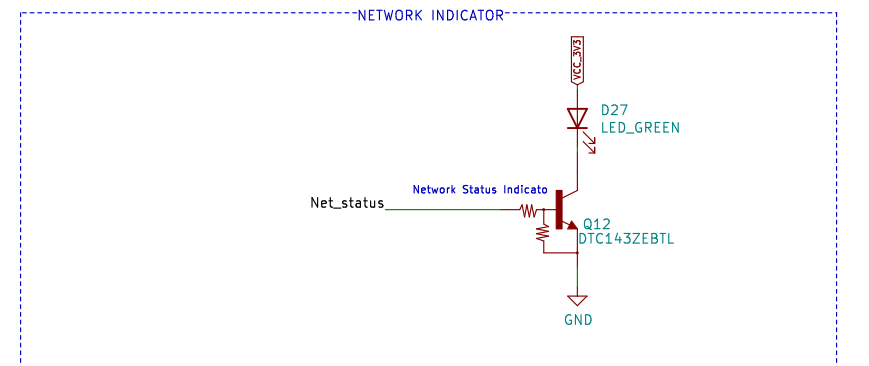 NETWORK INDICATOR
VCC_3V3
D27
LED_GREEN
Network Status Indicato
Net_status
Q12
DTC143ZEBTL
GND